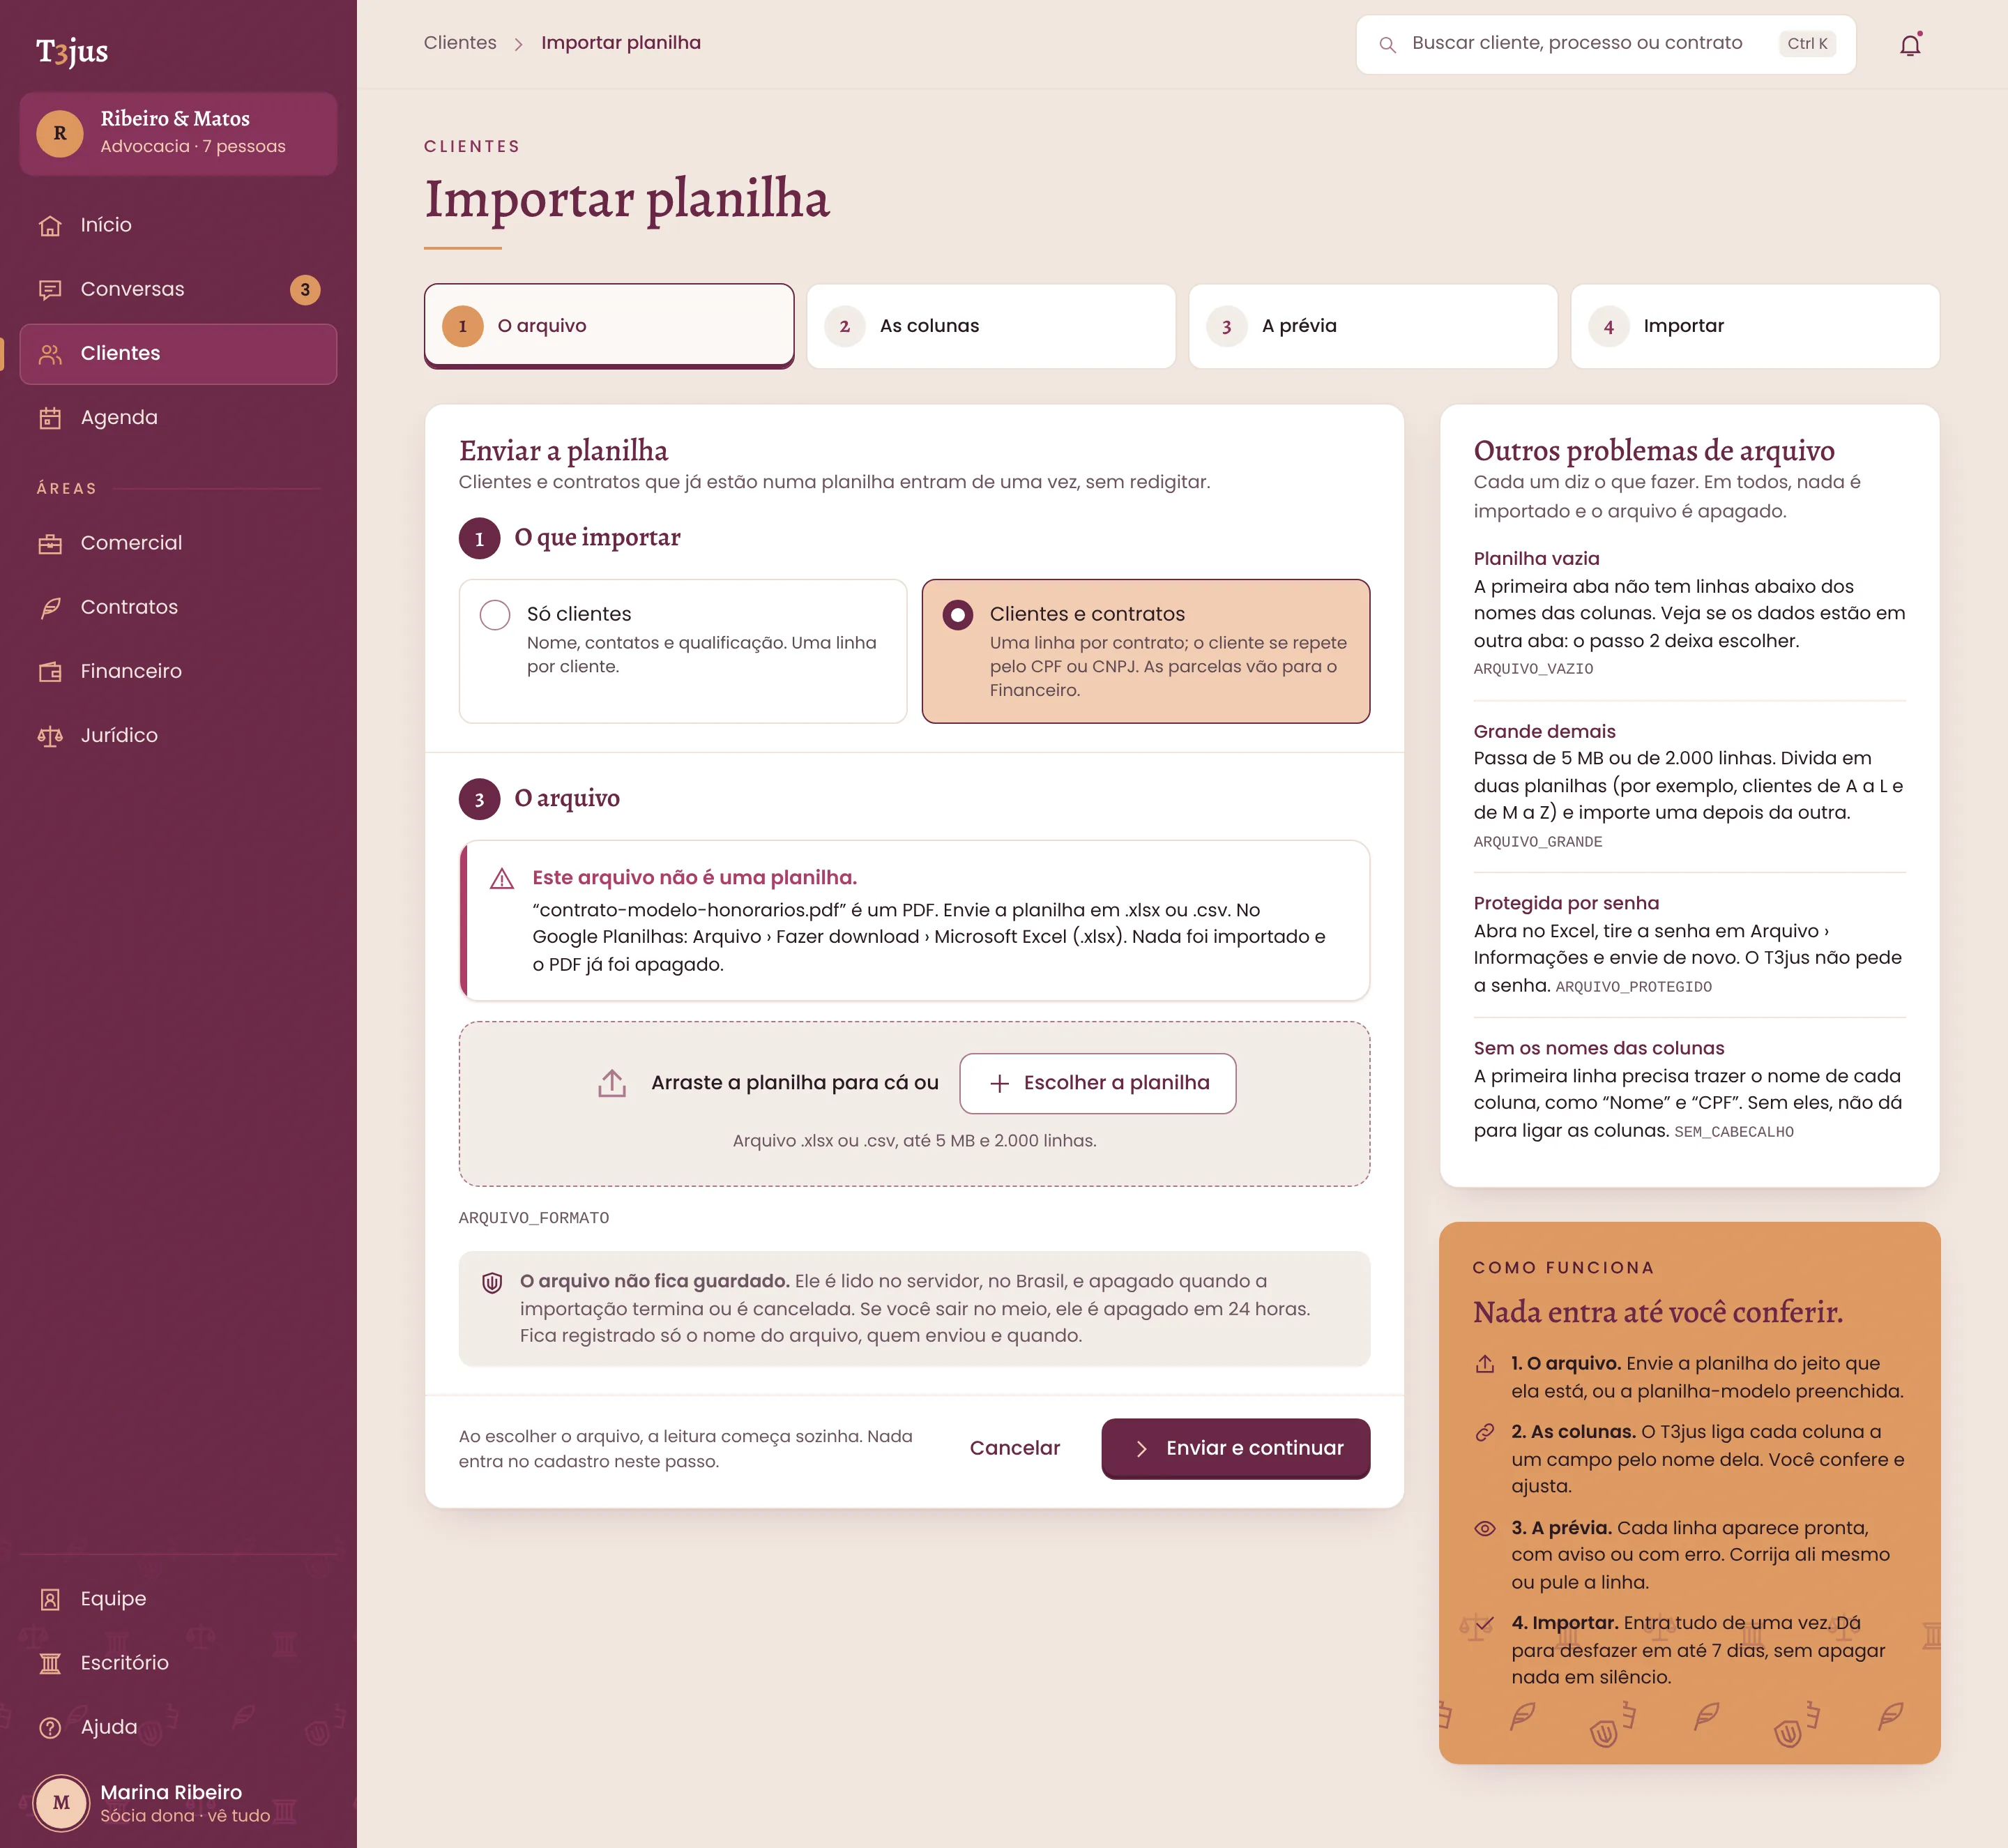 T3jus
R
Ribeiro & Matos
Advocacia · 7 pessoas
Início
Conversas
3
Clientes
Agenda
ÁREAS
Comercial
Contratos
Financeiro
Jurídico
Equipe
Escritório
Ajuda
M
Marina Ribeiro
Sócia dona · vê tudo
Clientes
Importar planilha
Buscar cliente, processo ou contrato
Ctrl K
CLIENTES
Importar planilha
1 O arquivo
2 As colunas
3 A prévia
4 Importar
Enviar a planilha
Clientes e contratos que já estão numa planilha entram de uma vez, sem redigitar.
1 O que importar
Só clientes
Nome, contatos e qualificação. Uma linha
por cliente.
Clientes e contratos
Uma linha por contrato; o cliente se repete
pelo CPF ou CNPJ. As parcelas vão para o
Financeiro.
3 O arquivo
Este arquivo não é uma planilha.
“contrato-modelo-honorarios.pdf” é um PDF. Envie a planilha em .xlsx ou .csv. No
Google Planilhas: Arquivo › Fazer download › Microsoft Excel (.xlsx). Nada foi importado e
o PDF já foi apagado.
Arraste a planilha para cá ou
Escolher a planilha
Arquivo .xlsx ou .csv, até 5 MB e 2.000 linhas.
ARQUIVO_FORMATO
O arquivo não fica guardado. Ele é lido no servidor, no Brasil, e apagado quando a
importação termina ou é cancelada. Se você sair no meio, ele é apagado em 24 horas.
Fica registrado só o nome do arquivo, quem enviou e quando.
Ao escolher o arquivo, a leitura começa sozinha. Nada
entra no cadastro neste passo.
Cancelar
Enviar e continuar
Outros problemas de arquivo
Cada um diz o que fazer. Em todos, nada é
importado e o arquivo é apagado.
Planilha vazia
A primeira aba não tem linhas abaixo dos
nomes das colunas. Veja se os dados estão em
outra aba: o passo 2 deixa escolher.
ARQUIVO_VAZIO
Grande demais
Passa de 5 MB ou de 2.000 linhas. Divida em
duas planilhas (por exemplo, clientes de A a L e
de M a Z) e importe uma depois da outra.
ARQUIVO_GRANDE
Protegida por senha
Abra no Excel, tire a senha em Arquivo ›
Informações e envie de novo. O T3jus não pede
a senha. ARQUIVO_PROTEGIDO
Sem os nomes das colunas
A primeira linha precisa trazer o nome de cada
coluna, como “Nome” e “CPF”. Sem eles, não dá
para ligar as colunas. SEM_CABECALHO
COMO FUNCIONA
Nada entra até você conferir.
1. O arquivo. Envie a planilha do jeito que
ela está, ou a planilha-modelo preenchida.
2. As colunas. O T3jus liga cada coluna a
um campo pelo nome dela. Você confere e
ajusta.
3. A prévia. Cada linha aparece pronta,
com aviso ou com erro. Corrija ali mesmo
ou pule a linha.
4. Importar. Entra tudo de uma vez. Dá
para desfazer em até 7 dias, sem apagar
nada em silêncio.